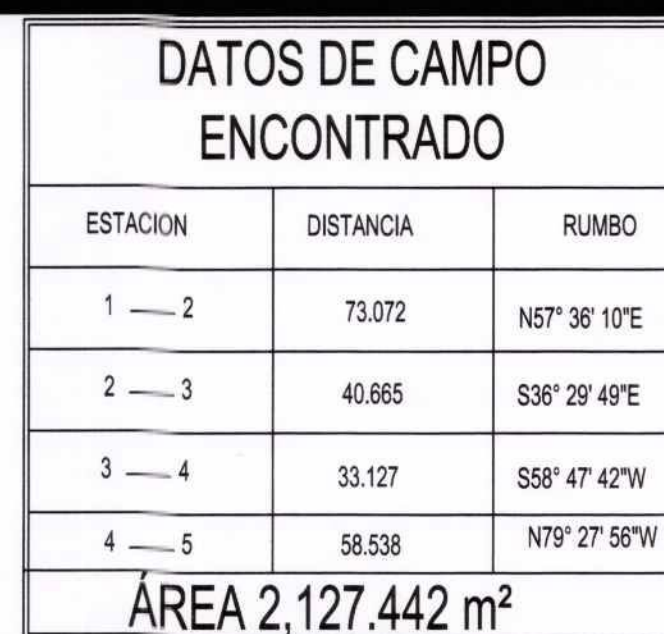 DATOS DE CAMPO
ENCONTRADO
ESTACION DISTANCIA RUMBO
1 — 2 73.072 N57° 36' 10"E
2 — 3 40.665 S36° 29' 49"E
3 — 4 33.127 S58° 47' 42"W
4 — 5 58.538 N79° 27' 56"W
ÁREA 2,127.442 m²